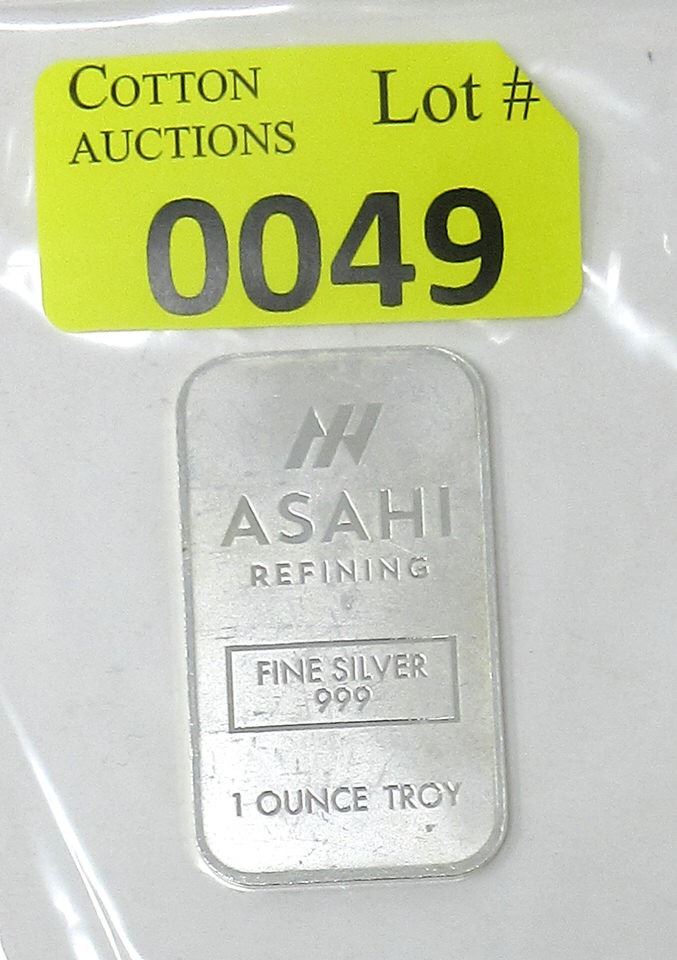 COTTON
AUCTIONS
Lot #
0049
ASAHI
REFINING
FINE SILVER
999
1 OUNCE TROY